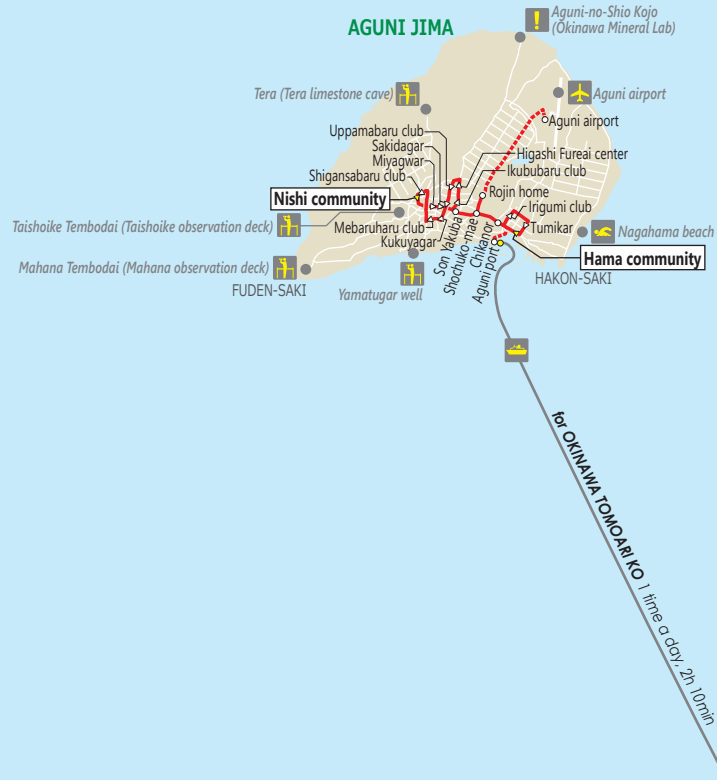 AGUNI JIMA
Aguni-no-Shio Kojo
(Okinawa Mineral Lab)
Tera (Tera limestone cave)
Aguni airport
Aguni airport
Uppamabaru club
Sakidagar
Miyagwar
Shigansabaru club
Higashi Fureai center
Ikububaru club
Rojin home
Irigumi club
Tumikar
Nishi community
Taishoike Tembodai (Taishoike observation deck)
Mebaruharu club
Kukuyagar
Son Yakuba
Shochuko-mae
Chikanor
Aguni port
Nagahama beach
Hama community
Mahana Tembodai (Mahana observation deck)
FUDEN-SAKI
Yamatugar well
HAKON-SAKI
for OKINAWA TOMOARI KO 1 time a day, 2h 10min